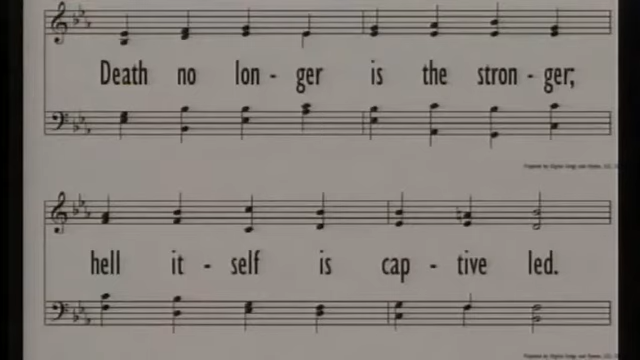 Death no lon - ger is the stron - ger;
hell it - self is cap - tive led.